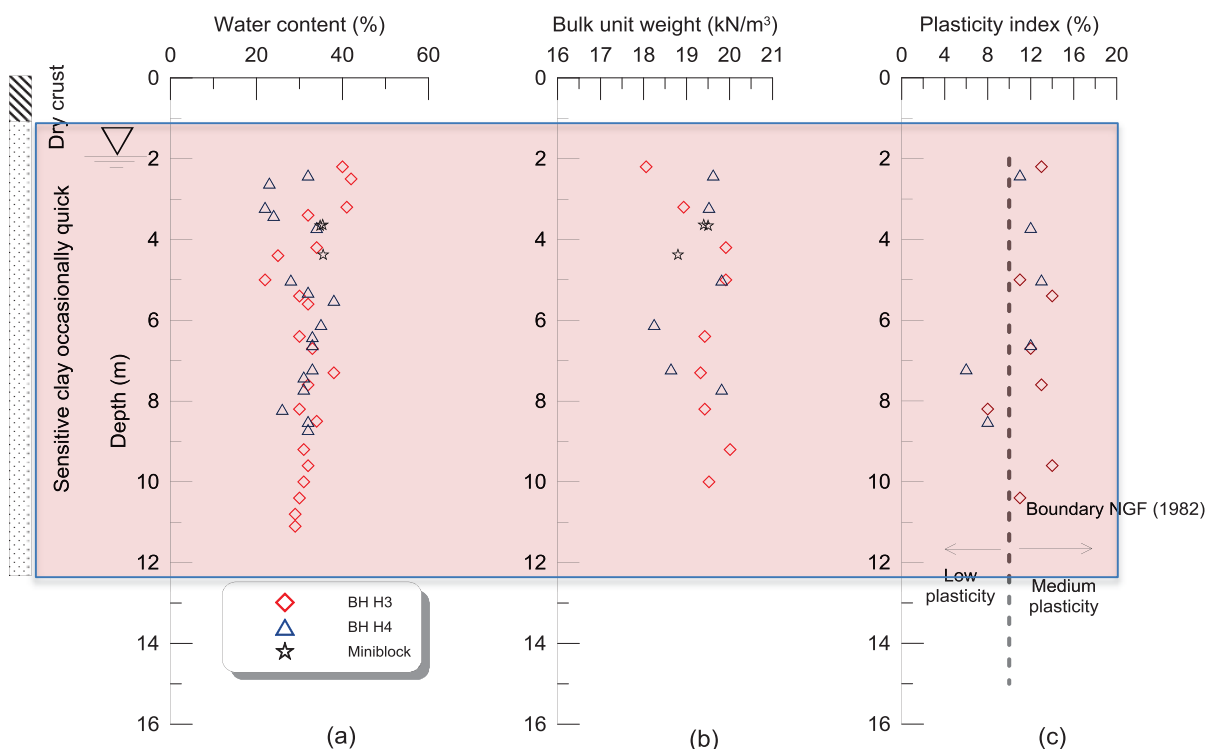 Water content (%)
Bulk unit weight (kN/m³)
Plasticity index (%)
0 20 40 60
16 17 18 19 20 21
0 4 8 12 16 20
Dry crust
Sensitive clay occasionally quick
Depth (m)
0
2
4
6
8
10
12
14
16
0
2
4
6
8
10
12
14
16
0
2
4
6
8
10
12
14
16
Boundary NGF (1982)
Low
plasticity
Medium
plasticity
BH H3
BH H4
Miniblock
(a)
(b)
(c)